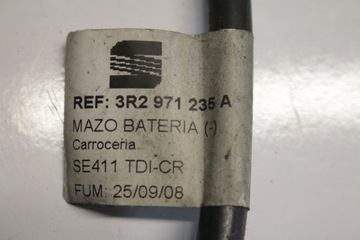 REF: 3R2 971 235 A
MAZO BATERIA (-)
Carroceria
SE411 TDI-CR
FUM: 25/09/08